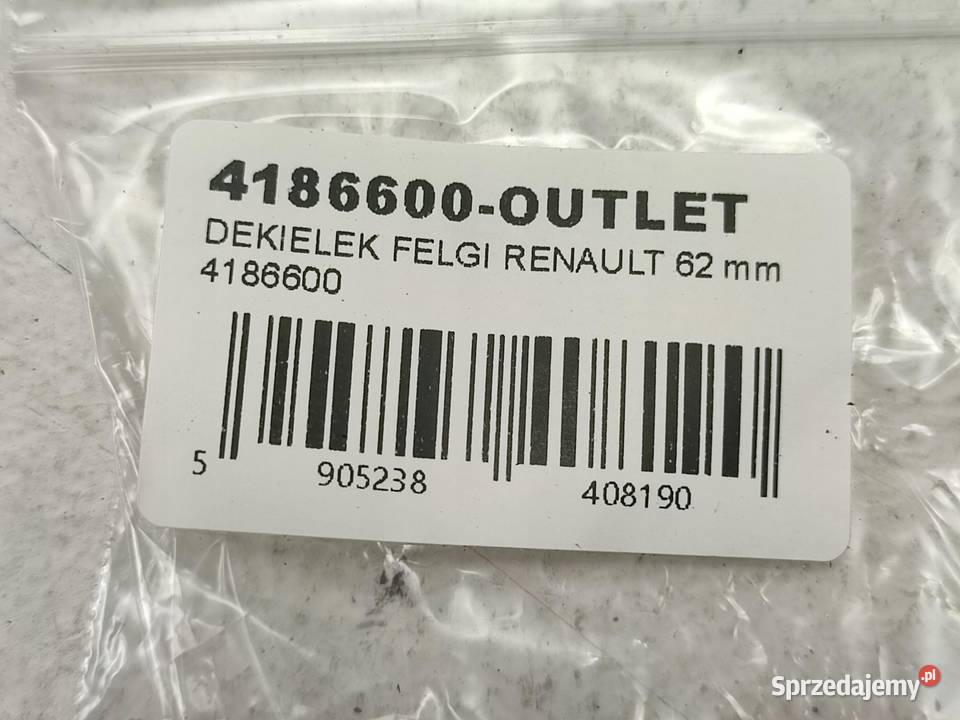 4186600-OUTLET
DEKIELEK FELGI RENAULT 62 mm
4186600
5 905238 408190
Sprzedajemy.pl